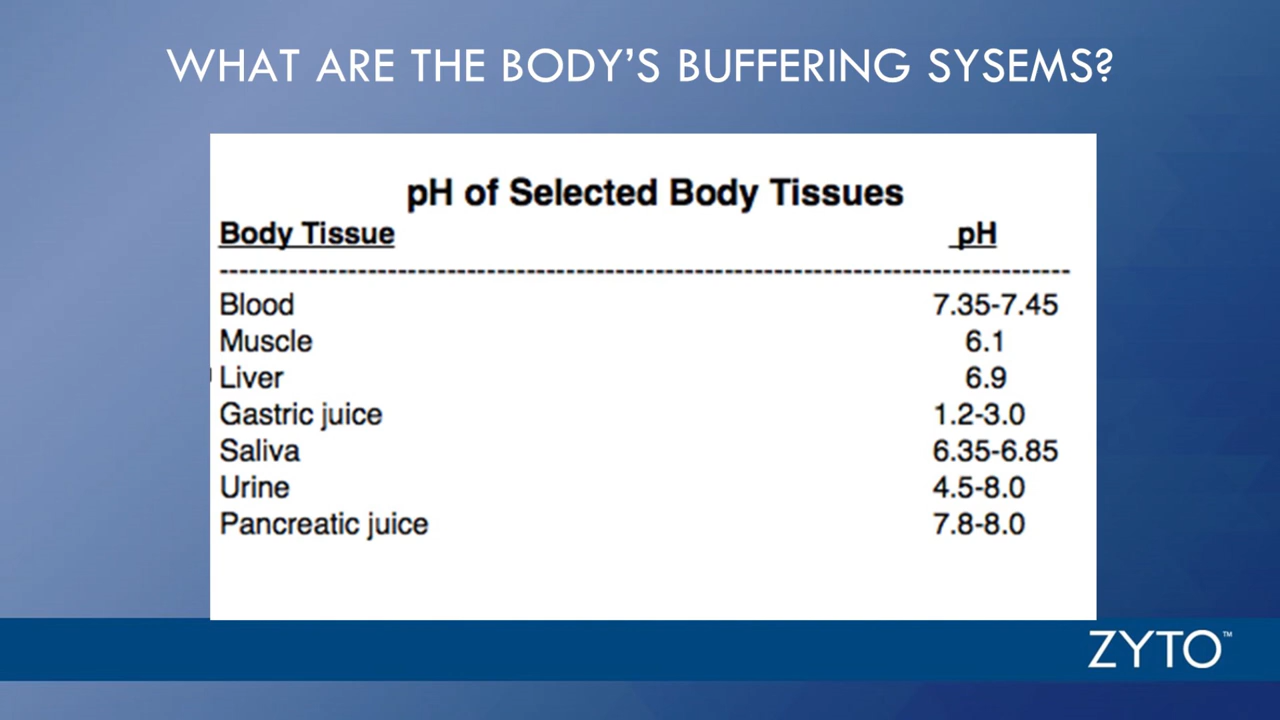 WHAT ARE THE BODY'S BUFFERING SYSEMS?
pH of Selected Body Tissues
Body Tissue pH
-------------------------------------------------------------------------------------
Blood 7.35-7.45
Muscle 6.1
Liver 6.9
Gastric juice 1.2-3.0
Saliva 6.35-6.85
Urine 4.5-8.0
Pancreatic juice 7.8-8.0
ZYTO™